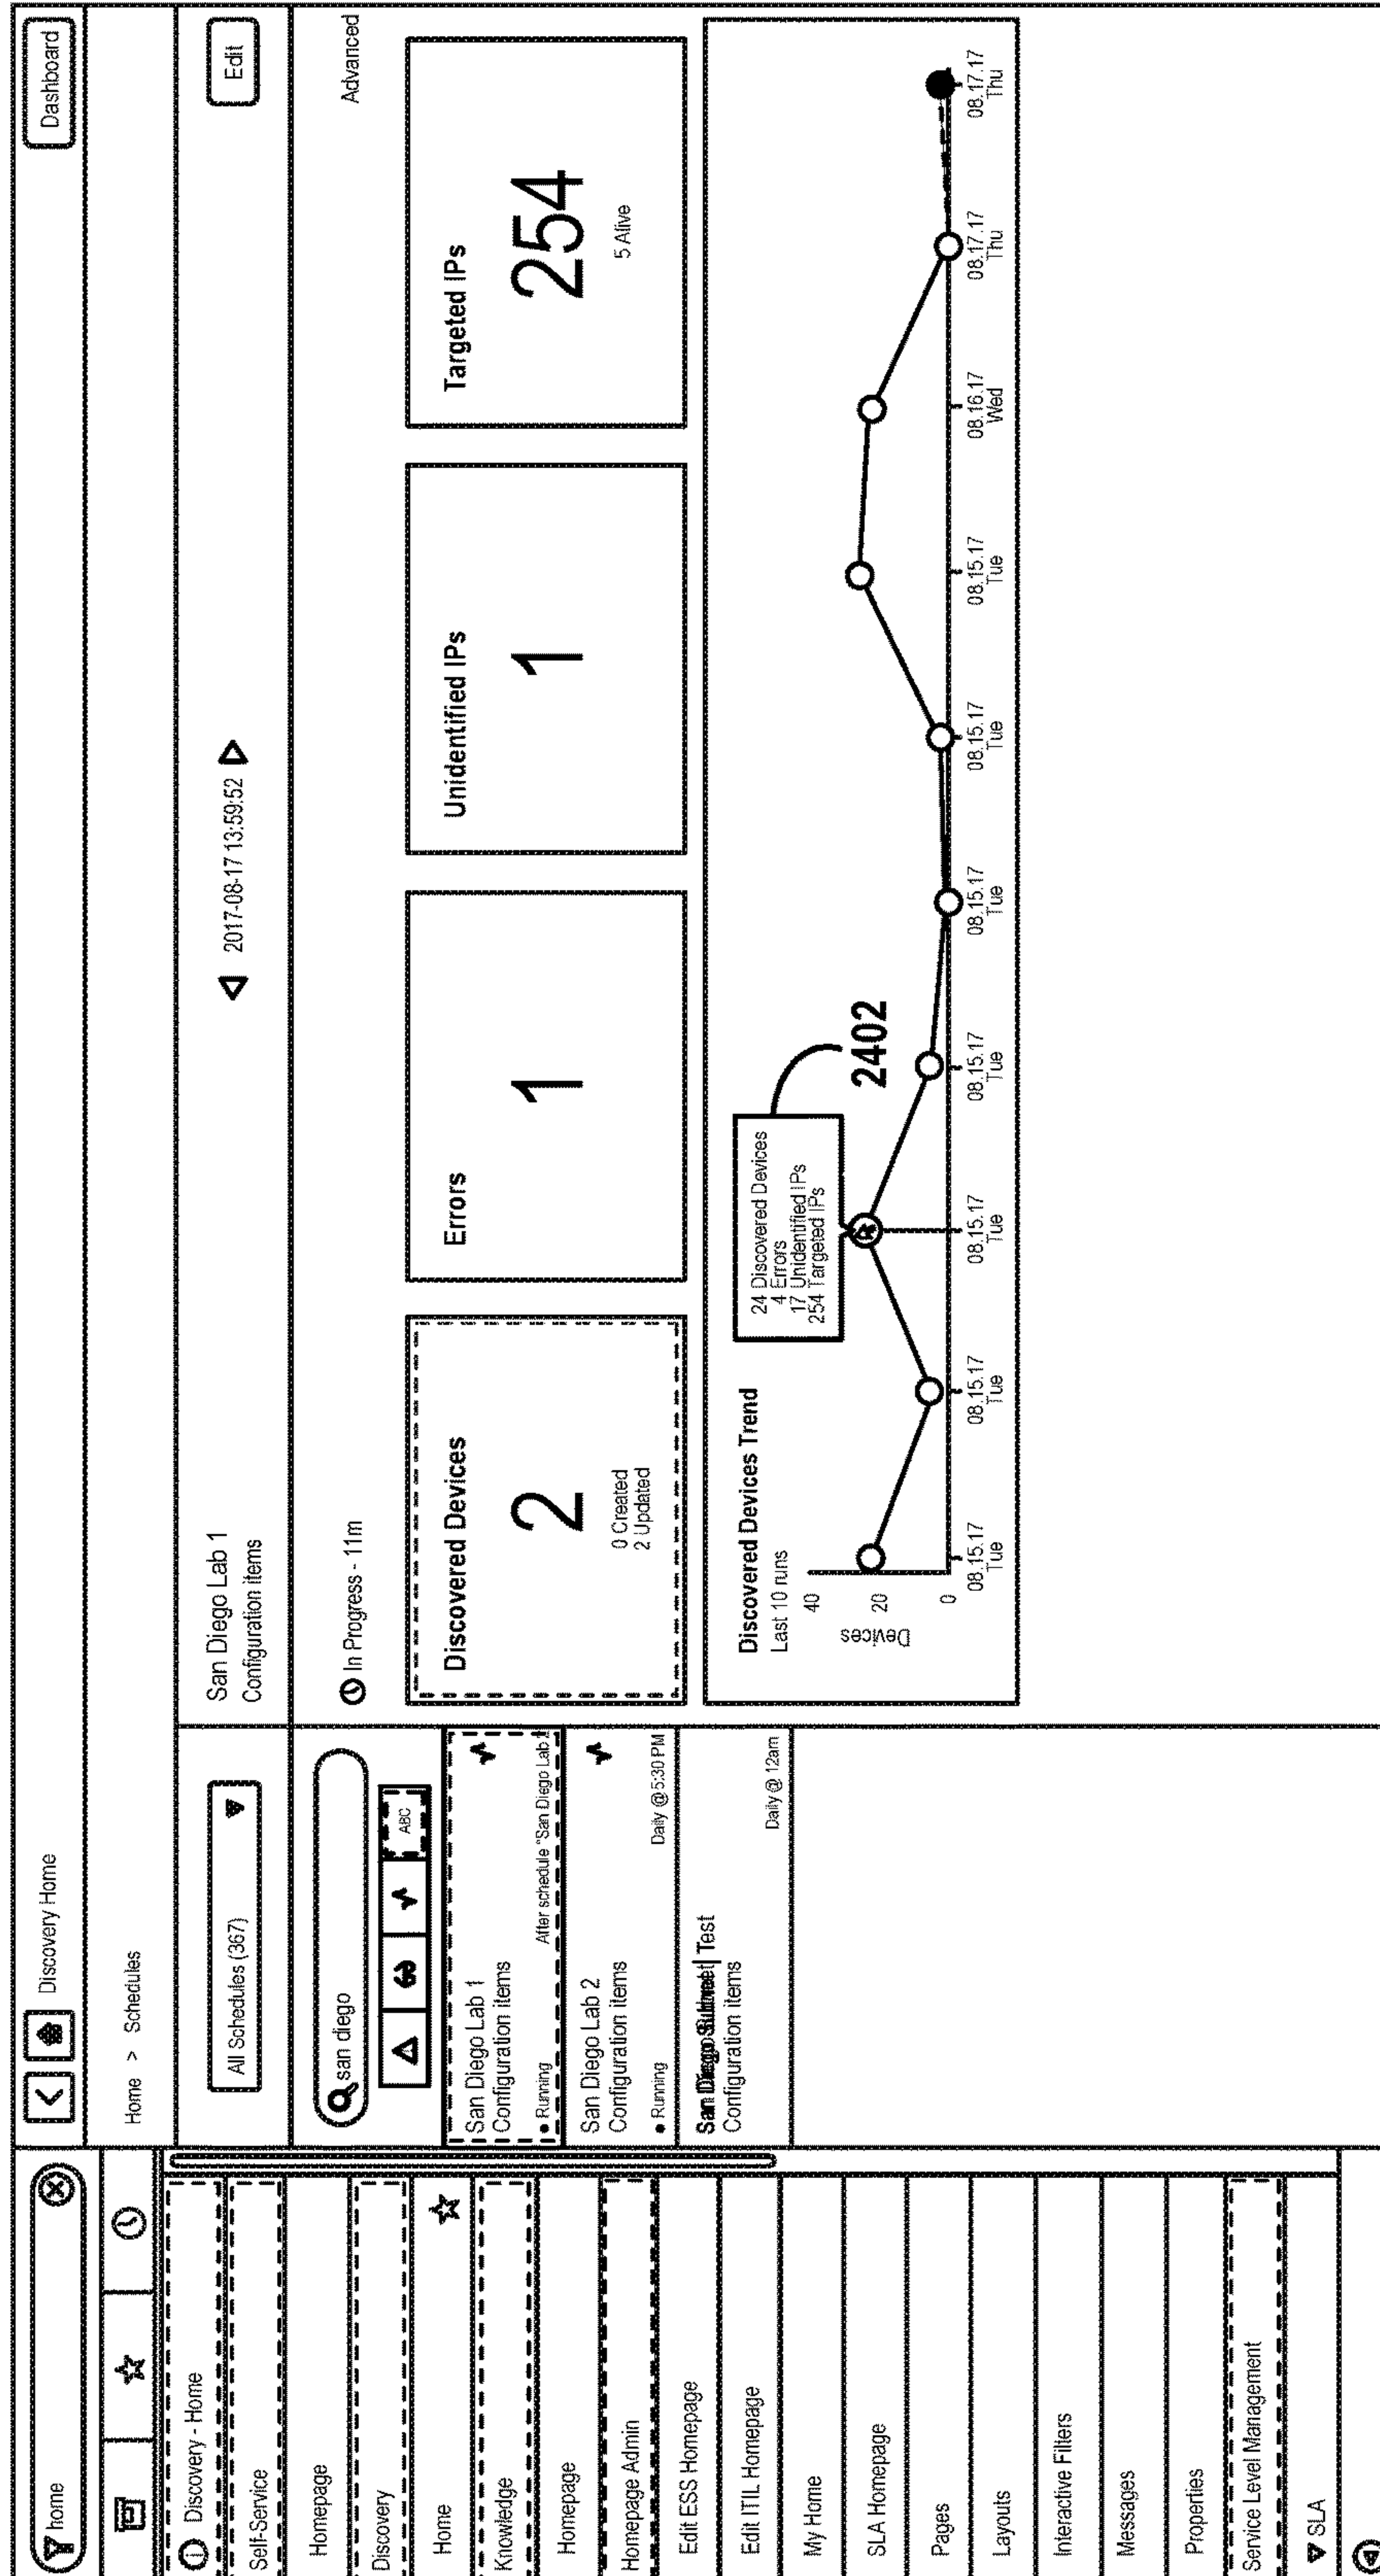 home
Discovery - Home
Self-Service
Homepage
Discovery
Home
Knowledge
Homepage
Homepage Admin
Edit ESS Homepage
Edit ITIL Homepage
My Home
SLA Homepage
Pages
Layouts
Interactive Filters
Messages
Properties
Service Level Management
SLA
Discovery Home
Dashboard
Home > Schedules
All Schedules (367)
san diego
ABC
San Diego Lab 1
Configuration items
• Running
After schedule "San Diego Lab 2
San Diego Lab 2
Configuration items
• Running
Daily @ 5:30 PM
Test
Configuration items
Daily @ 12am
San Diego Lab 1
Configuration items
2017-08-17 13:59:52
Edit
In Progress - 11m
Advanced
Discovered Devices
2
0 Created
2 Updated
Errors
1
Unidentified IPs
1
Targeted IPs
254
5 Alive
Discovered Devices Trend
Last 10 runs
24 Discovered Devices
4 Errors
17 Unidentified IPs
254 Targeted IPs
2402
Devices
40
20
0
08.15.17 08.15.17 08.15.17 08.15.17 08.15.17 08.15.17 08.15.17 08.16.17 08.17.17 08.17.17
Tue Tue Tue Tue Tue Tue Tue Wed Thu Thu